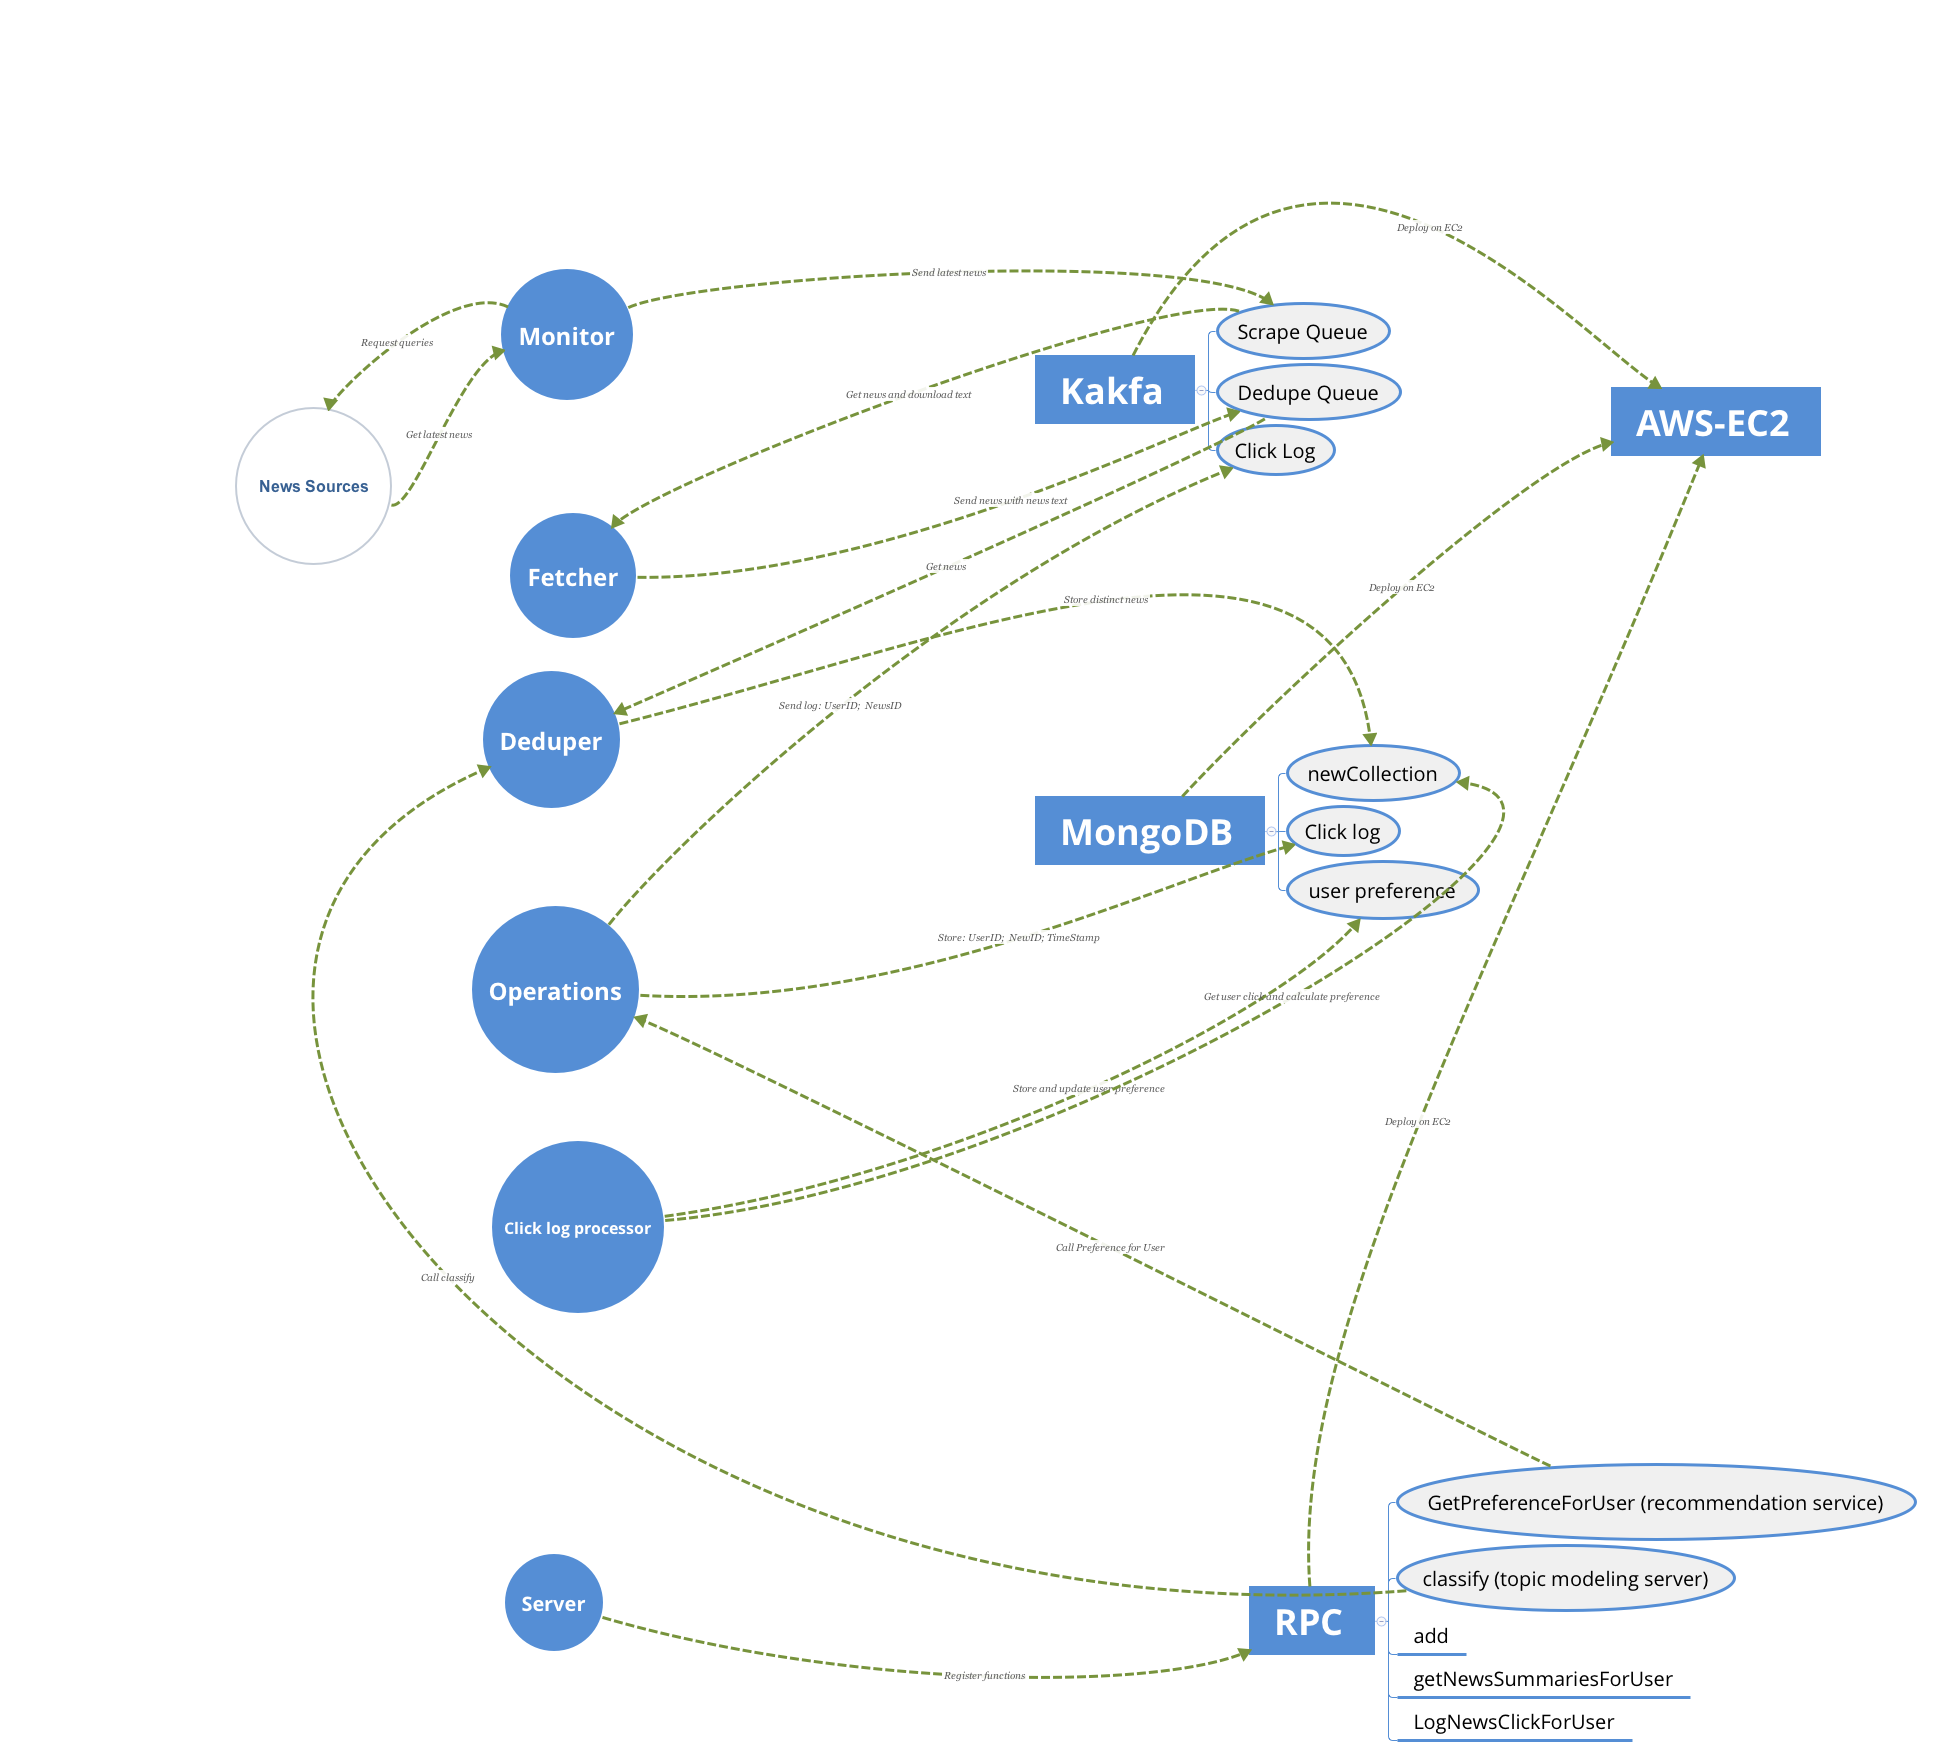 Deploy on EC2
Send latest news
Monitor
Request queries
Scrape Queue
Kakfa
Dedupe Queue
Get news and download text
AWS-EC2
Get latest news
Click Log
News Sources
Send news with news text
Get news
Fetcher
Deploy on EC2
Store distinct news
Send log: UserID; NewsID
Deduper
newCollection
MongoDB
Click log
user preference
Store: UserID; NewID; TimeStamp
Operations
Get user click and calculate preference
Store and update user preference
Deploy on EC2
Click log processor
Call Preference for User
Call classify
GetPreferenceForUser (recommendation service)
classify (topic modeling server)
Server
RPC
add
Register functions
getNewsSummariesForUser
LogNewsClickForUser